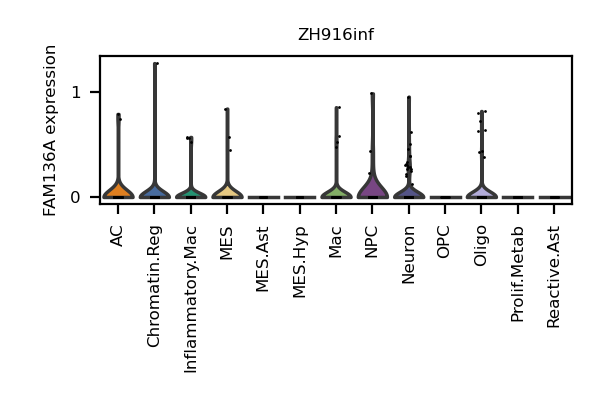 ZH916inf
FAM136A expression
1
0
AC
Chromatin.Reg
Inflammatory.Mac
MES
MES.Ast
MES.Hyp
Mac
NPC
Neuron
OPC
Oligo
Prolif.Metab
Reactive.Ast